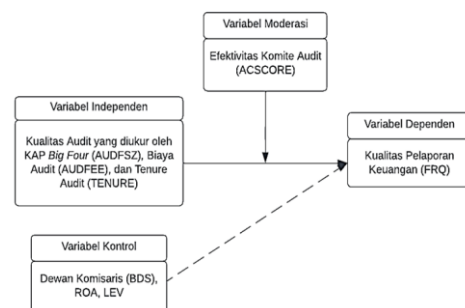 Variabel Moderasi
Efektivitas Komite Audit
(ACSCORE)
Variabel Independen
Kualitas Audit yang diukur oleh
KAP Big Four (AUDFSZ), Biaya
Audit (AUDFEE), dan Tenure
Audit (TENURE)
Variabel Dependen
Kualitas Pelaporan
Keuangan (FRQ)
Variabel Kontrol
Dewan Komisaris (BDS),
ROA, LEV